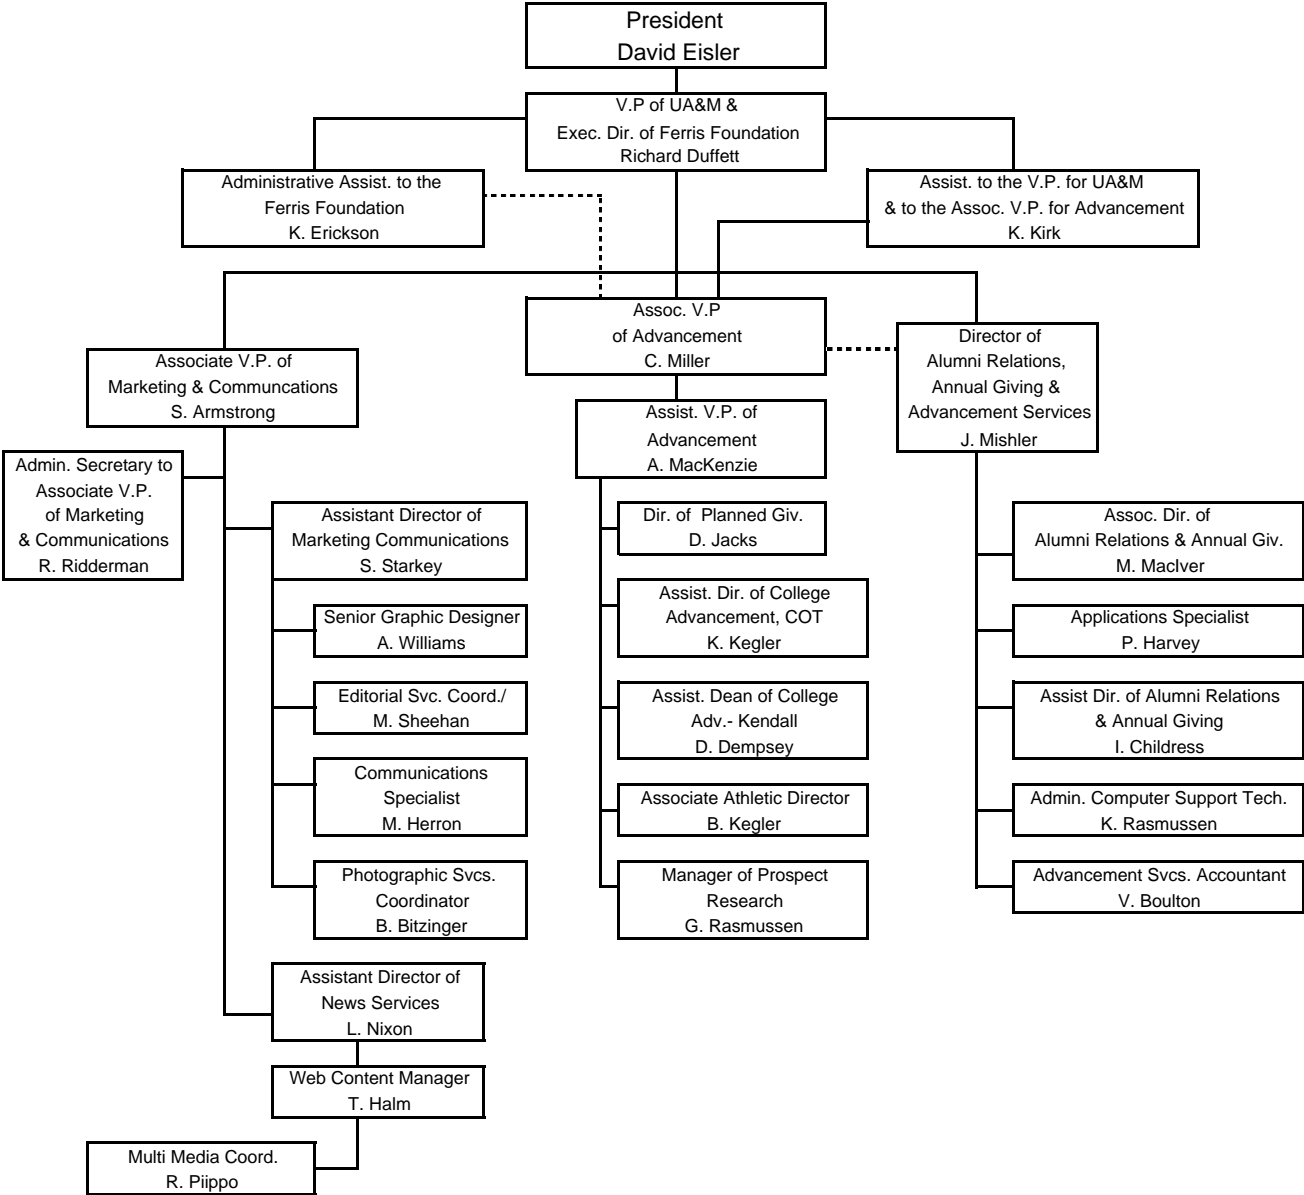 President
David Eisler
V.P of UA&M &
Exec. Dir. of Ferris Foundation
Richard Duffett
Administrative Assist. to the
Ferris Foundation
K. Erickson
Assist. to the V.P. for UA&M
& to the Assoc. V.P. for Advancement
K. Kirk
Assoc. V.P
of Advancement
C. Miller
Director of
Alumni Relations,
Annual Giving &
Advancement Services
J. Mishler
Associate V.P. of
Marketing & Communcations
S. Armstrong
Assist. V.P. of
Advancement
A. MacKenzie
Admin. Secretary to
Associate V.P.
of Marketing
& Communications
R. Ridderman
Assistant Director of
Marketing Communications
S. Starkey
Senior Graphic Designer
A. Williams
Editorial Svc. Coord./
M. Sheehan
Communications
Specialist
M. Herron
Photographic Svcs.
Coordinator
B. Bitzinger
Assistant Director of
News Services
L. Nixon
Web Content Manager
T. Halm
Multi Media Coord.
R. Piippo
Dir. of Planned Giv.
D. Jacks
Assist. Dir. of College
Advancement, COT
K. Kegler
Assist. Dean of College
Adv.- Kendall
D. Dempsey
Associate Athletic Director
B. Kegler
Manager of Prospect
Research
G. Rasmussen
Assoc. Dir. of
Alumni Relations & Annual Giv.
M. MacIver
Applications Specialist
P. Harvey
Assist Dir. of Alumni Relations
& Annual Giving
I. Childress
Admin. Computer Support Tech.
K. Rasmussen
Advancement Svcs. Accountant
V. Boulton